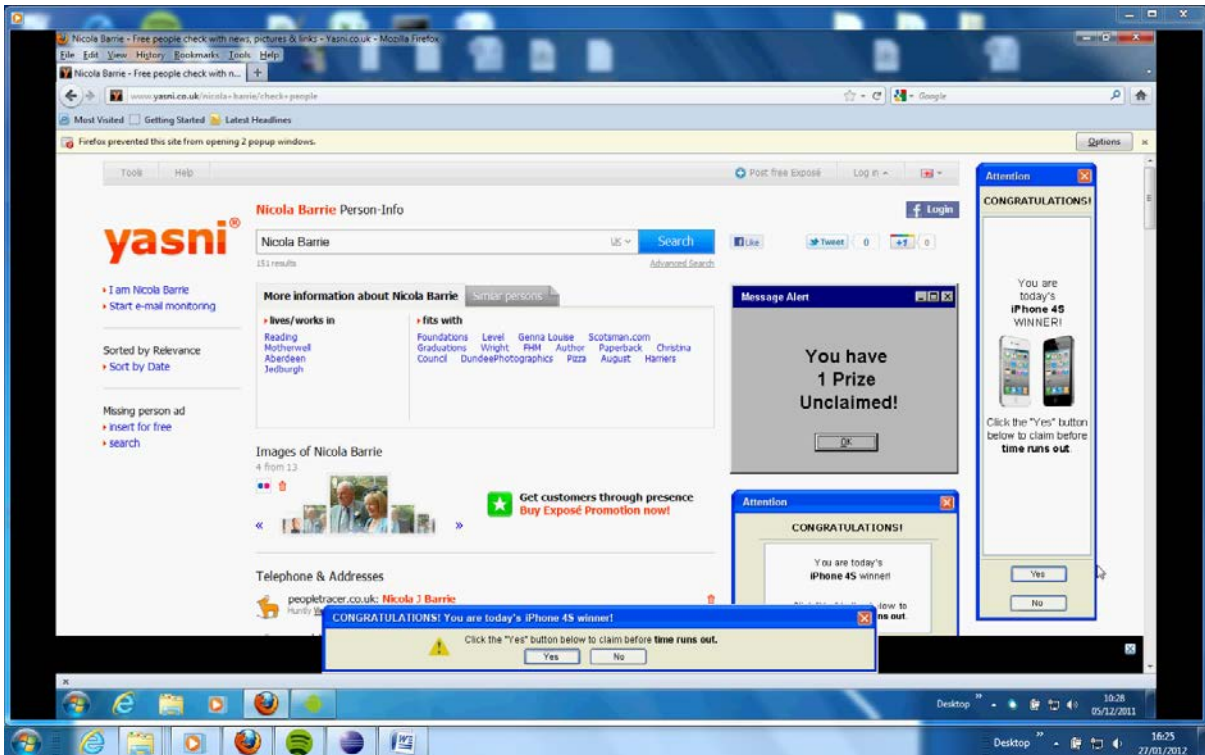 Nicola Barrie - Free people check with news, pictures & links - Yasni.co.uk - Mozilla Firefox
File Edit View History Bookmarks Tools Help
Nicola Barrie - Free people check with n...
www.yasni.co.uk/nicola+barrie/check+people
Google
Most Visited Getting Started Latest Headlines
Firefox prevented this site from opening 2 popup windows.
Options
Tools Help
Post free Exposé Log in
yasni®
Nicola Barrie Person-Info
f Login
Nicola Barrie
UK
Search
Like
Tweet 0
+1 0
151 results
Advanced Search
I am Nicola Barrie
Start e-mail monitoring
Sorted by Relevance
Sort by Date
Missing person ad
insert for free
search
More information about Nicola Barrie
Similar persons
lives/works in
Reading
Motherwell
Aberdeen
Jedburgh
fits with
Foundations Level Genna Louise Scotsman.com
Graduations Wright FHM Author Paperback Christina
Council DundeePhotographics Pizza August Harriers
Images of Nicola Barrie
4 from 13
« »
Get customers through presence
Buy Exposé Promotion now!
Telephone & Addresses
peopletracer.co.uk: Nicola J Barrie
Huntly
Message Alert
You have
1 Prize
Unclaimed!
OK
Attention
CONGRATULATIONS!
You are today's
iPhone 4S winner!
ns out.
Attention
CONGRATULATIONS!
You are
today's
iPhone 4S
WINNER!
Click the "Yes" button
below to claim before
time runs out.
Yes
No
CONGRATULATIONS! You are today's iPhone 4S winner!
Click the "Yes" button below to claim before time runs out.
Yes No
Desktop
10:28
05/12/2011
Desktop
16:25
27/01/2012